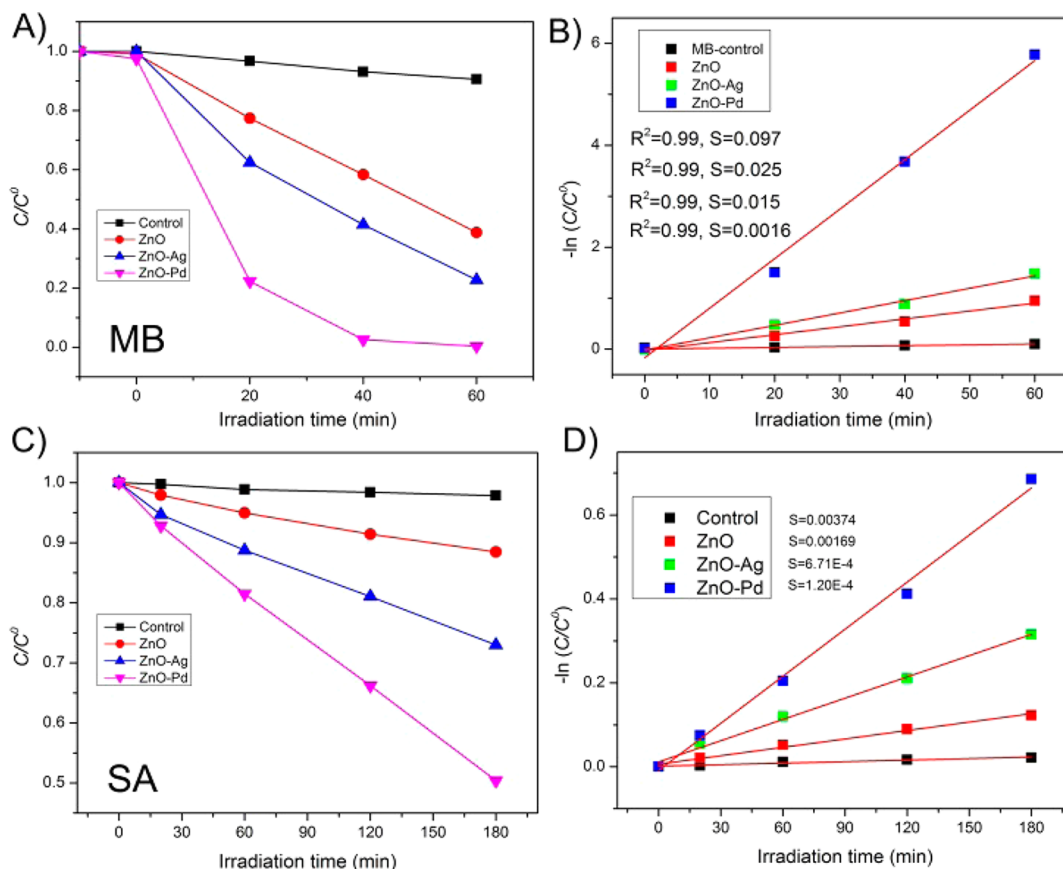 A)
1.0
0.8
0.6
0.4
0.2
0.0
C/C⁰
Control
ZnO
ZnO-Ag
ZnO-Pd
MB
0
20
40
60
Irradiation time (min)
B)
6
4
2
0
-ln (C/C⁰)
MB-control
ZnO
ZnO-Ag
ZnO-Pd
R²=0.99, S=0.097
R²=0.99, S=0.025
R²=0.99, S=0.015
R²=0.99, S=0.0016
0
10
20
30
40
50
60
Irradiation time (min)
C)
1.0
0.9
0.8
0.7
0.6
0.5
C/C⁰
Control
ZnO
ZnO-Ag
ZnO-Pd
SA
0
30
60
90
120
150
180
Irradiation time (min)
D)
0.6
0.4
0.2
0.0
-ln (C/C⁰)
Control
ZnO
ZnO-Ag
ZnO-Pd
S=0.00374
S=0.00169
S=6.71E-4
S=1.20E-4
0
30
60
90
120
150
180
Irradiation time (min)